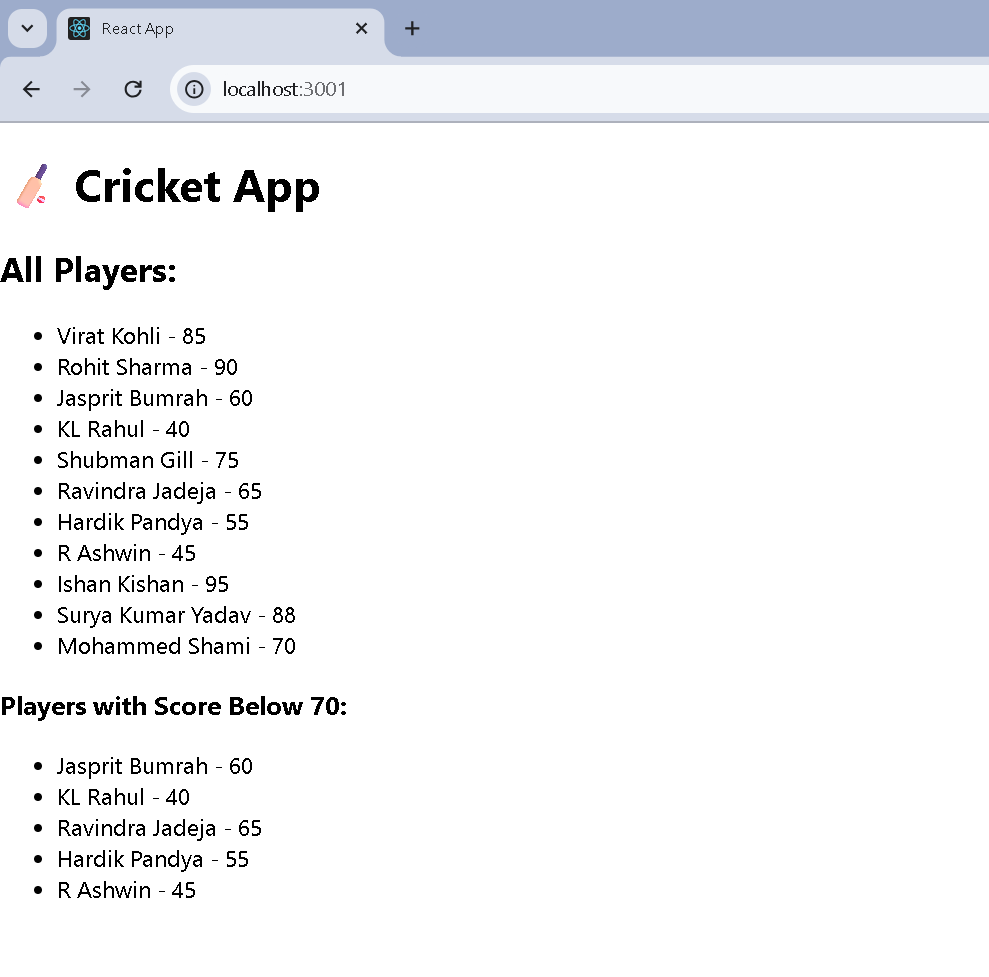 React App
localhost:3001
Cricket App
All Players:
Virat Kohli - 85
Rohit Sharma - 90
Jasprit Bumrah - 60
KL Rahul - 40
Shubman Gill - 75
Ravindra Jadeja - 65
Hardik Pandya - 55
R Ashwin - 45
Ishan Kishan - 95
Surya Kumar Yadav - 88
Mohammed Shami - 70
Players with Score Below 70:
Jasprit Bumrah - 60
KL Rahul - 40
Ravindra Jadeja - 65
Hardik Pandya - 55
R Ashwin - 45